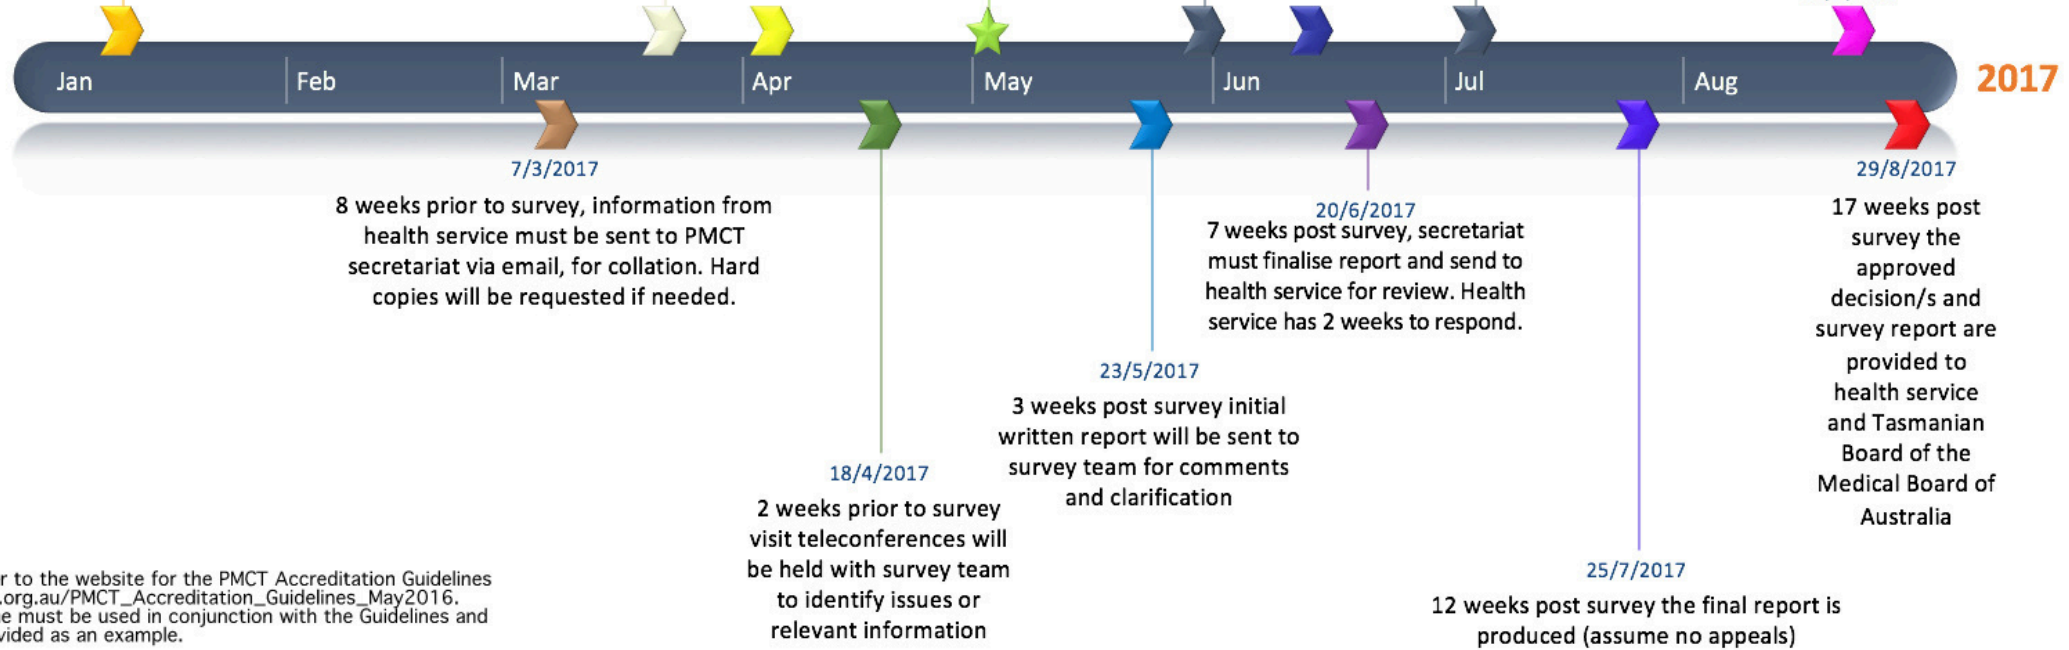 Jan
Feb
Mar
Apr
May
Jun
Jul
Aug
2017
7/3/2017
8 weeks prior to survey, information from
health service must be sent to PMCT
secretariat via email, for collation. Hard
copies will be requested if needed.
18/4/2017
2 weeks prior to survey
visit teleconferences will
be held with survey team
to identify issues or
relevant information
23/5/2017
3 weeks post survey initial
written report will be sent to
survey team for comments
and clarification
20/6/2017
7 weeks post survey, secretariat
must finalise report and send to
health service for review. Health
service has 2 weeks to respond.
25/7/2017
12 weeks post survey the final report is
produced (assume no appeals)
29/8/2017
17 weeks post
survey the
approved
decision/s and
survey report are
provided to
health service
and Tasmanian
Board of the
Medical Board of
Australia
to the website for the PMCT Accreditation Guidelines
.org.au/PMCT_Accreditation_Guidelines_May2016.
must be used in conjunction with the Guidelines and
as an example.